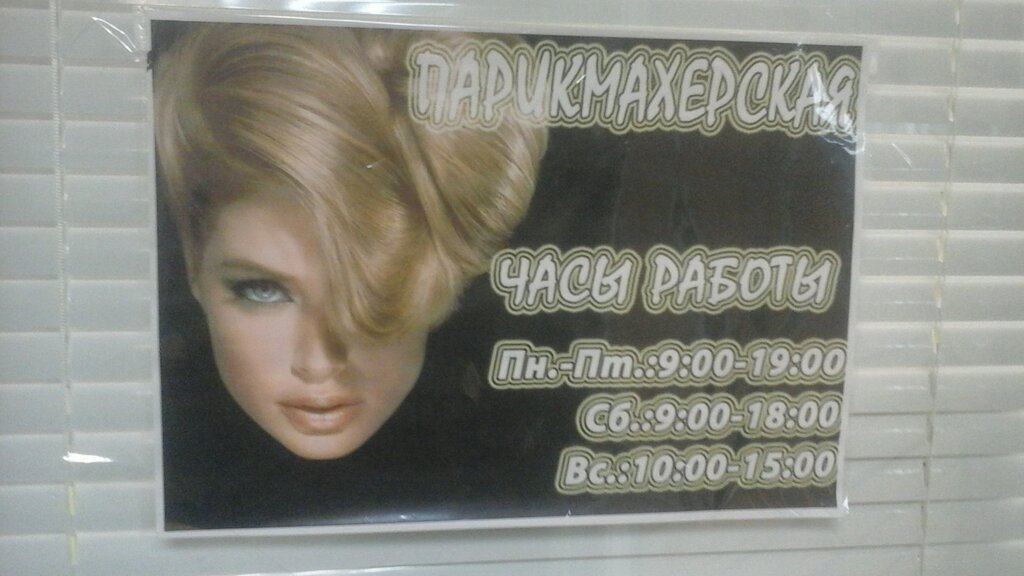 ПАРИКМАХЕРСКАЯ
ЧАСЫ РАБОТЫ
Пн.-Пт.:9:00-19:00
Сб.:9:00-18:00
Вс.:10:00-15:00